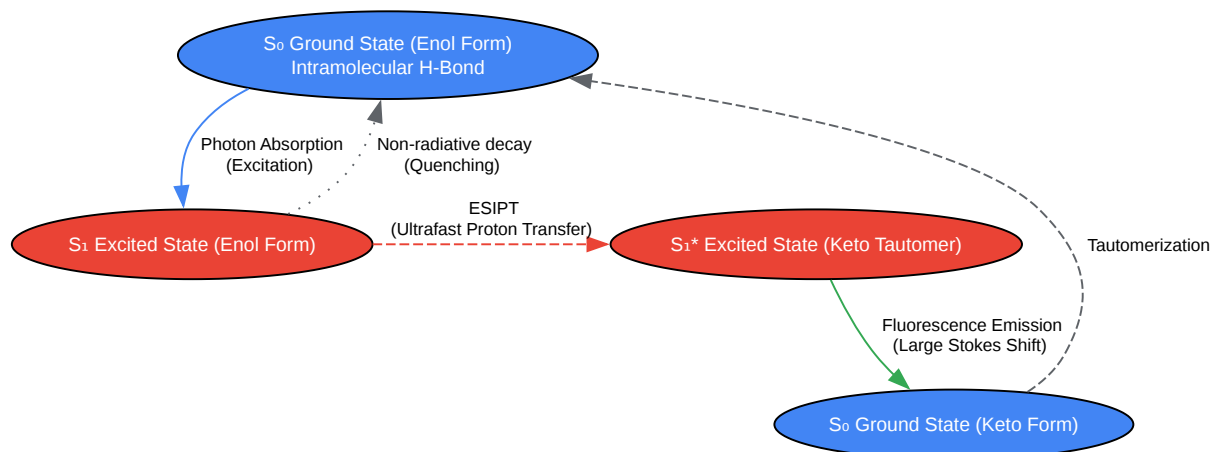 S₀ Ground State (Enol Form)
Intramolecular H-Bond
Photon Absorption
(Excitation)
Non-radiative decay
(Quenching)
ESIPT
(Ultrafast Proton Transfer)
S₁ Excited State (Enol Form)
S₁* Excited State (Keto Tautomer)
Tautomerization
Fluorescence Emission
(Large Stokes Shift)
S₀ Ground State (Keto Form)